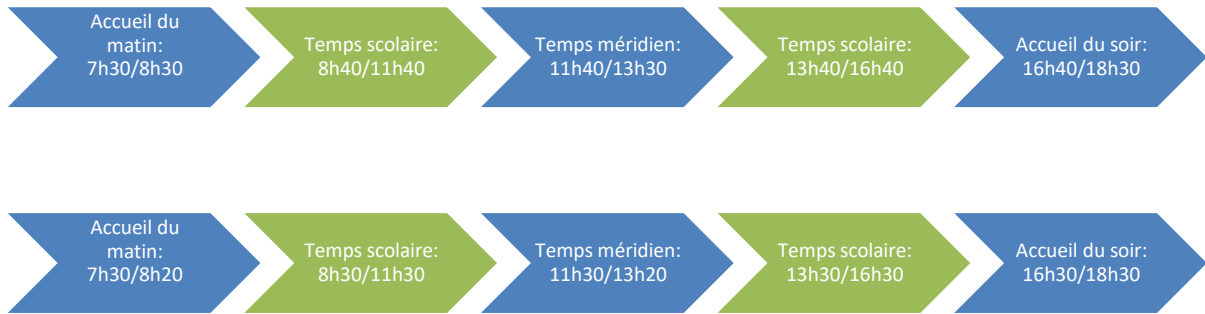 Accueil du
matin:
7h30/8h30
Temps scolaire:
8h40/11h40
Temps méridien:
11h40/13h30
Temps scolaire:
13h40/16h40
Accueil du soir:
16h40/18h30
Accueil du
matin:
7h30/8h20
Temps scolaire:
8h30/11h30
Temps méridien:
11h30/13h20
Temps scolaire:
13h30/16h30
Accueil du soir:
16h30/18h30